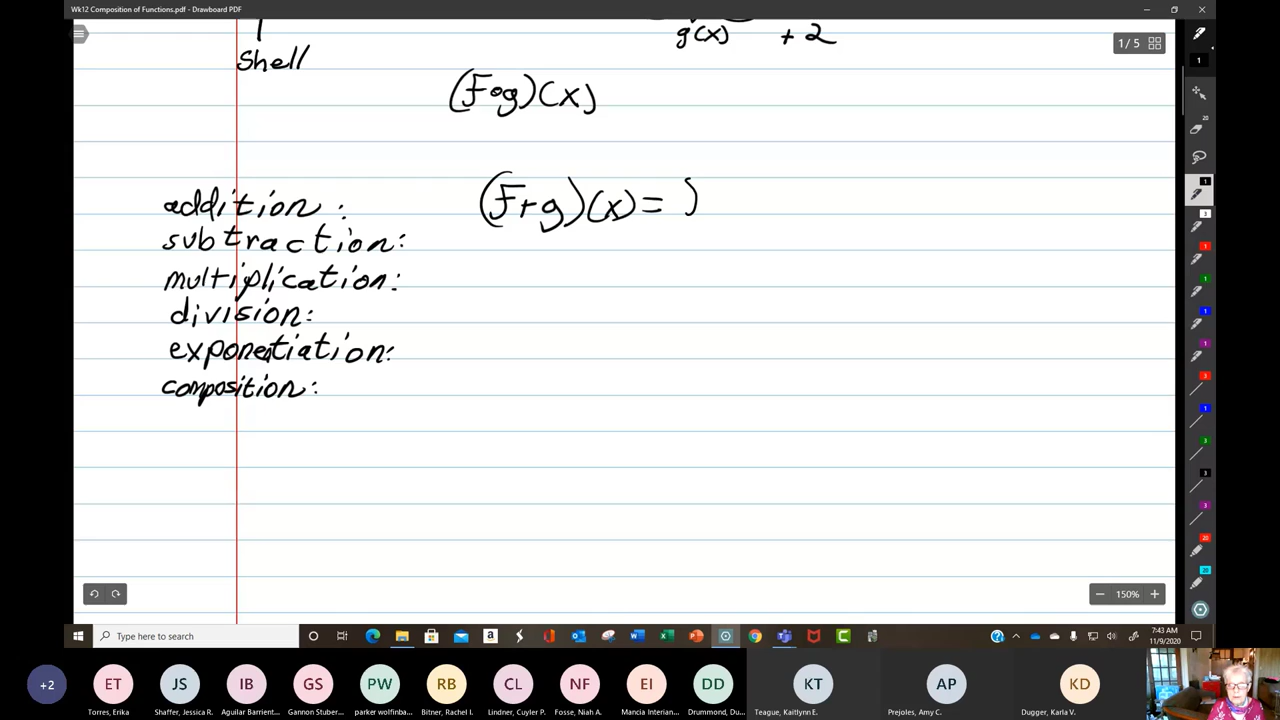 Wk12 Composition of Functions.pdf - Drawboard PDF
g(x) + 2
1 / 5
Shell
(Fog)(x)
addition : (F+g)(x) =
subtraction:
multiplication:
division:
exponentiation:
composition:
150%
Type here to search
7:43 AM
11/9/2020
+2
ET
JS
IB
GS
PW
RB
CL
NF
EI
DD
KT
AP
KD
Torres, Erika
Shaffer, Jessica R.
Aguilar Barrient...
Gannon Stuber...
parker wolfinba...
Bitner, Rachel I.
Lindner, Cuyler P.
Fosse, Niah A.
Mancia Interian...
Drummond, Du...
Teague, Kaitlynn E.
Prejoles, Amy C.
Dugger, Karla V.